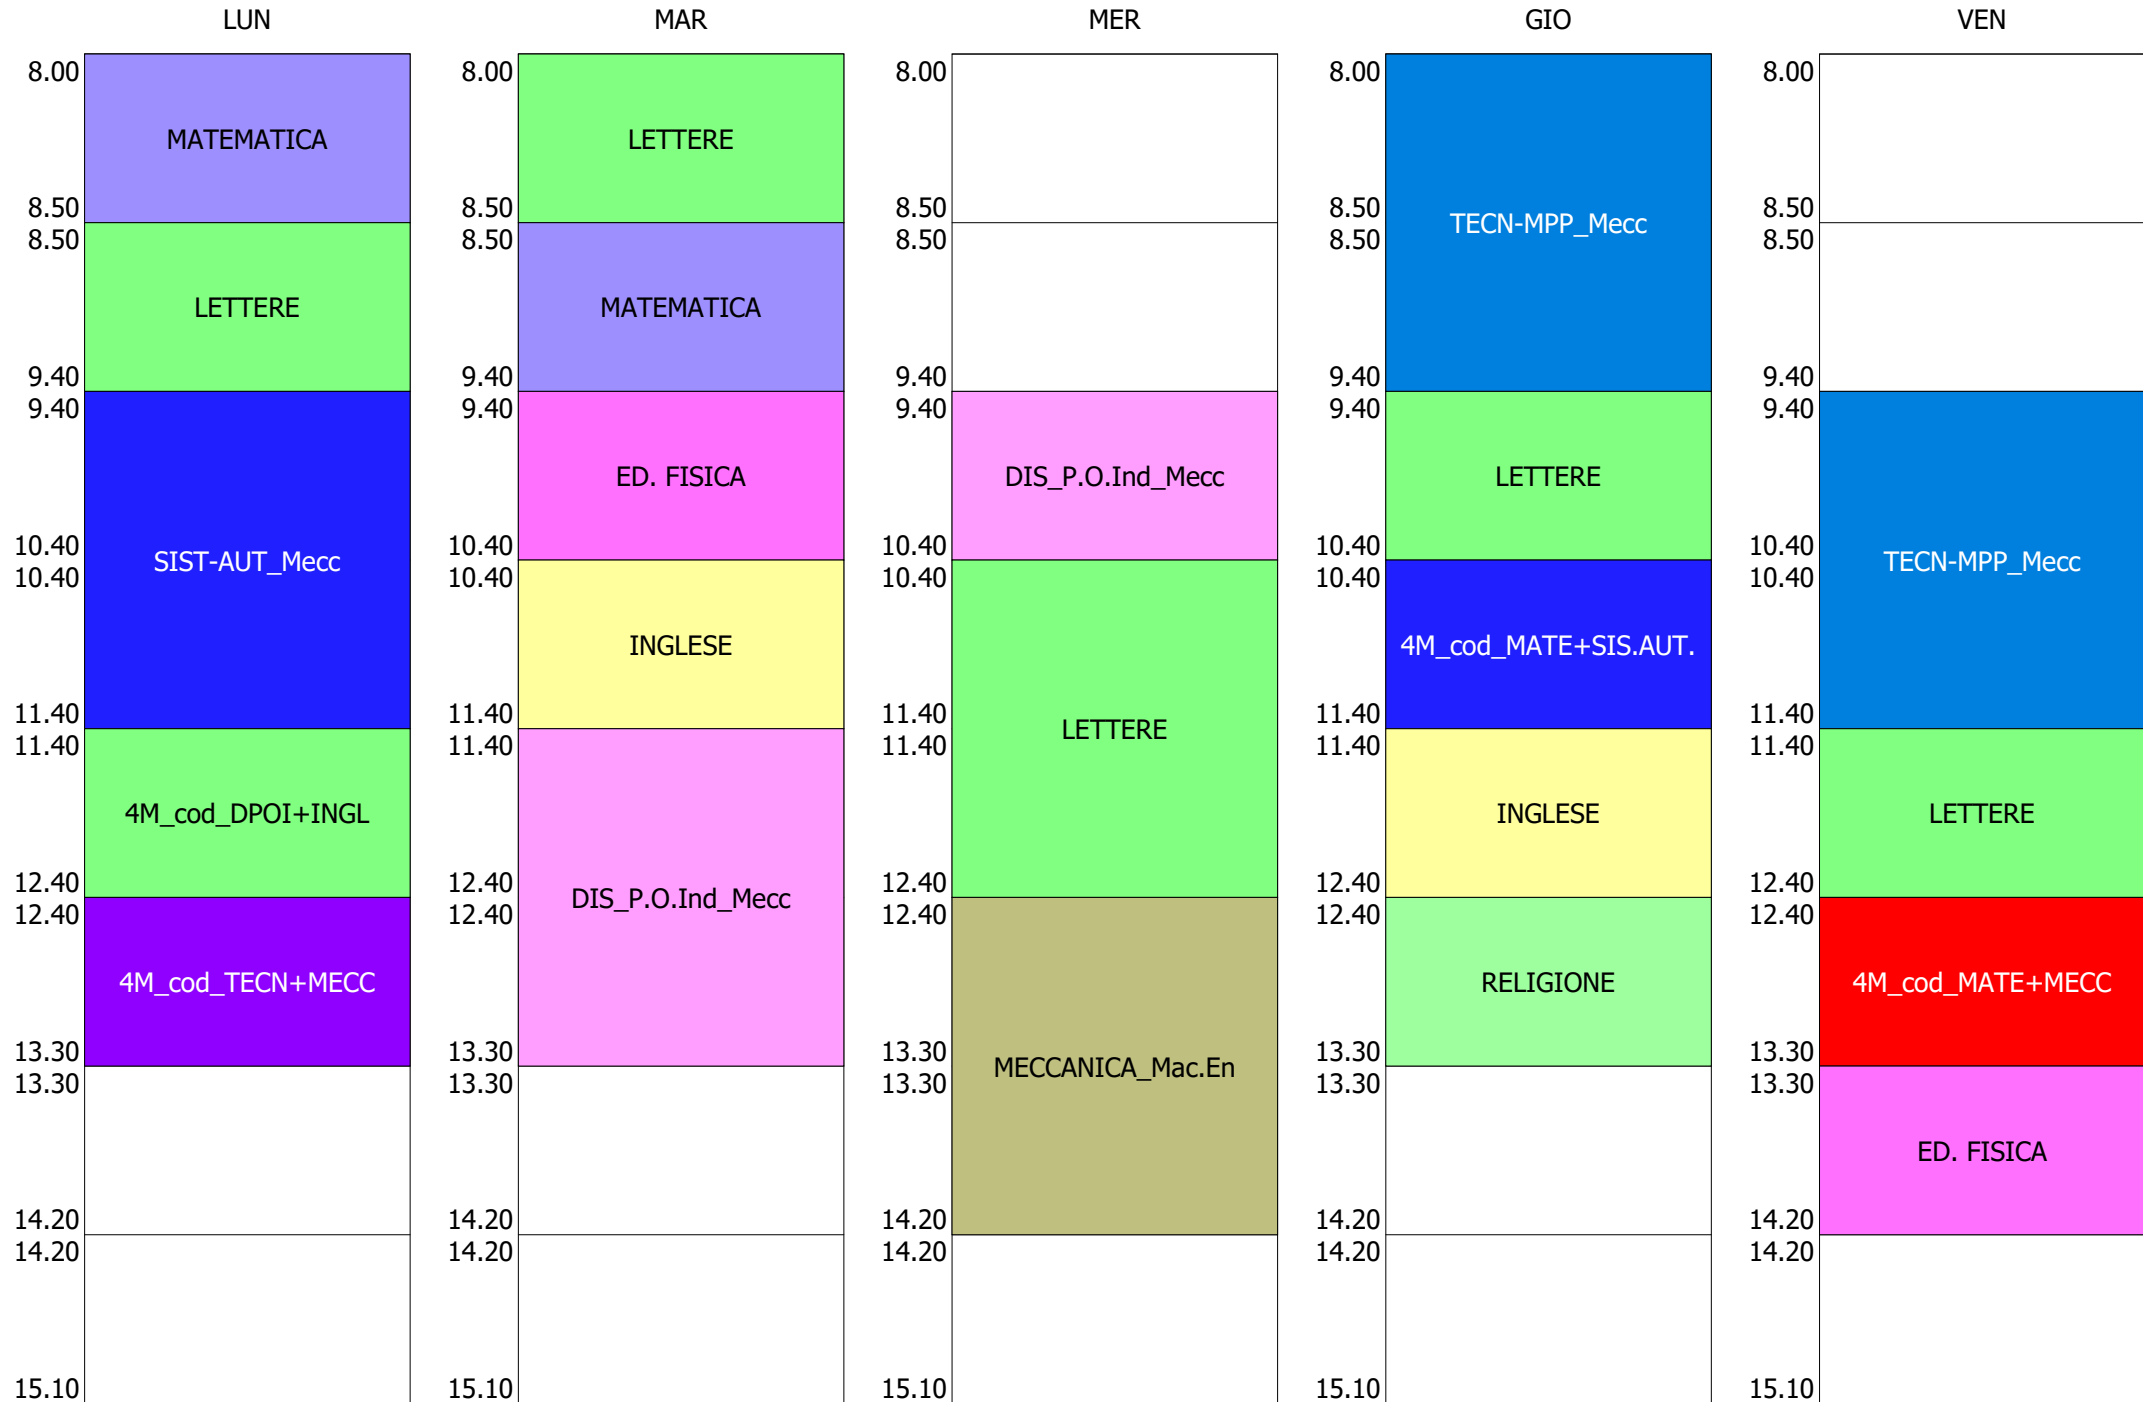 LUN MAR MER GIO VEN
8.00 8.00 8.00 8.00 8.00
MATEMATICA LETTERE
8.50 8.50 8.50 8.50 8.50
TECN-MPP_Mecc
8.50 8.50 8.50 8.50 8.50
LETTERE MATEMATICA
9.40 9.40 9.40 9.40 9.40
9.40 9.40 9.40 9.40 9.40
ED. FISICA DIS_P.O.Ind_Mecc LETTERE
10.40 10.40 10.40 10.40 10.40
SIST-AUT_Mecc TECN-MPP_Mecc
10.40 10.40 10.40 10.40 10.40
INGLESE 4M_cod_MATE+SIS.AUT.
11.40 11.40 11.40 11.40 11.40
LETTERE
11.40 11.40 11.40 11.40 11.40
4M_cod_DPOI+INGL INGLESE LETTERE
12.40 12.40 12.40 12.40 12.40
DIS_P.O.Ind_Mecc
12.40 12.40 12.40 12.40 12.40
4M_cod_TECN+MECC RELIGIONE 4M_cod_MATE+MECC
13.30 13.30 13.30 13.30 13.30
MECCANICA_Mac.En
13.30 13.30 13.30 13.30 13.30
ED. FISICA
14.20 14.20 14.20 14.20 14.20
14.20 14.20 14.20 14.20 14.20
15.10 15.10 15.10 15.10 15.10